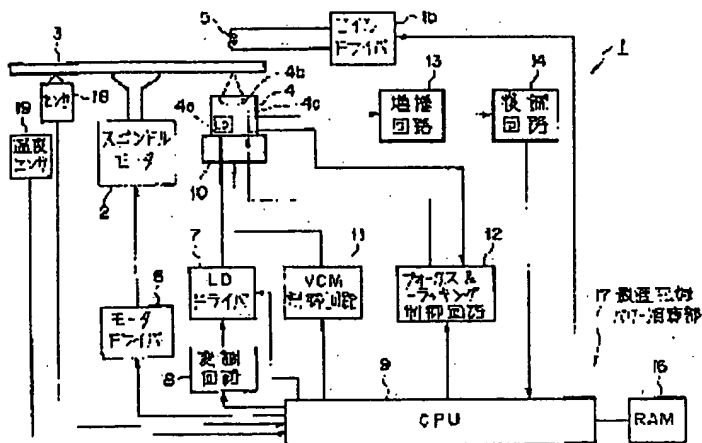 5
コイル
ドライバ
1b
3
1
13
14
4b
4
4c
4a
LD
増幅
回路
復調
回路
19
センサ
18
温度
センサ
スピンドル
モータ
2
10
7
11
12
LD
ドライバ
VCM
制御回路
フォーカス&
トラッキング
制御回路
6
モータ
ドライバ
変調
回路
8
9
17
CPU
16
RAM